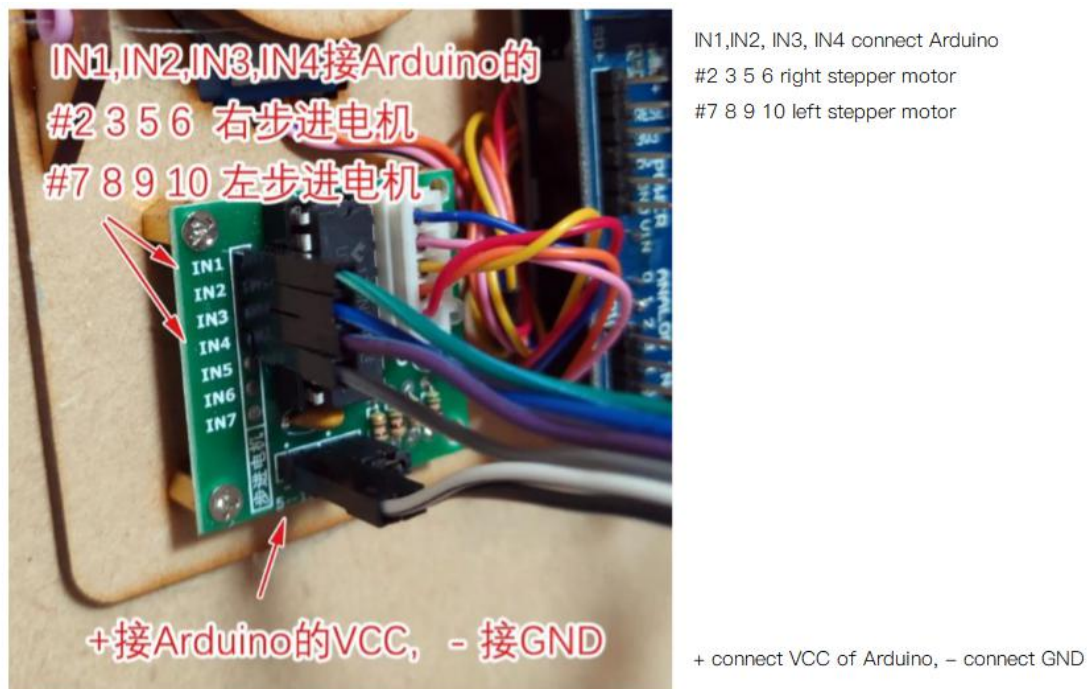 IN1,IN2,IN3,IN4接Arduino的
#2 3 5 6 右步进电机
#7 8 9 10 左步进电机
IN1
IN2
IN3
IN4
IN5
IN6
IN7
步进电机
+接Arduino的VCC, - 接GND
IN1,IN2, IN3, IN4 connect Arduino
#2 3 5 6 right stepper motor
#7 8 9 10 left stepper motor
+ connect VCC of Arduino, – connect GND